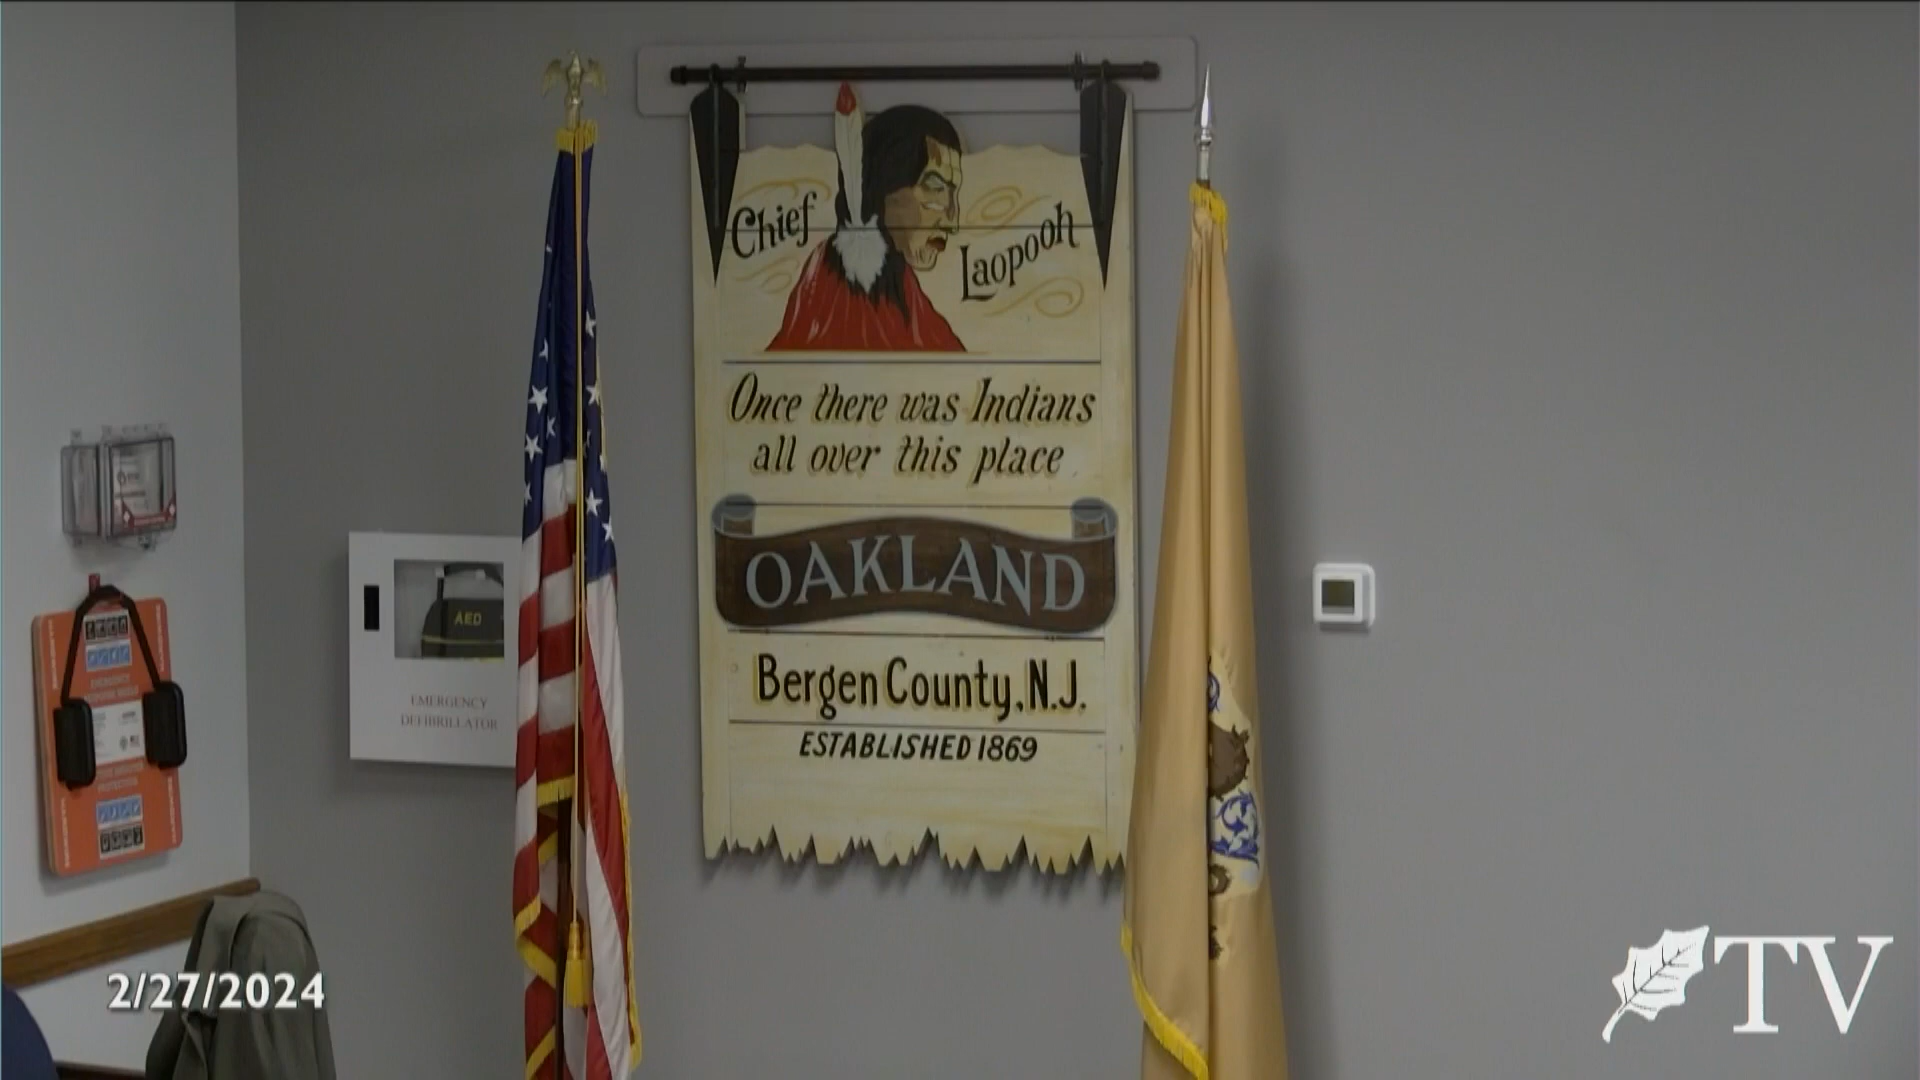 Chief
Laopooh
Once there was Indians
all over this place
OAKLAND
Bergen County, N.J.
ESTABLISHED 1869
AED
EMERGENCY
DEFIBRILLATOR
2/27/2024
TV